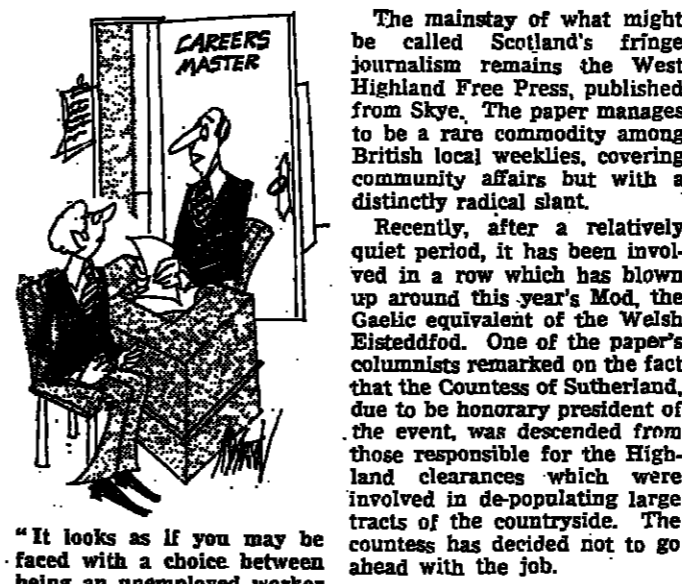 CAREERS
MASTER
"It looks as if you may be
faced with a choice between
being an unemployed worker
The mainstay of what might
be called Scotland's fringe
journalism remains the West
Highland Free Press, published
from Skye. The paper manages
to be a rare commodity among
British local weeklies, covering
community affairs but with a
distinctly radical slant.
Recently, after a relatively
quiet period, it has been invol-
ved in a row which has blown
up around this year's Mod, the
Gaelic equivalent of the Welsh
Eisteddfod. One of the paper's
columnists remarked on the fact
that the Countess of Sutherland,
due to be honorary president of
the event, was descended from
those responsible for the High-
land clearances which were
involved in de-populating large
tracts of the countryside. The
countess has decided not to go
ahead with the job.